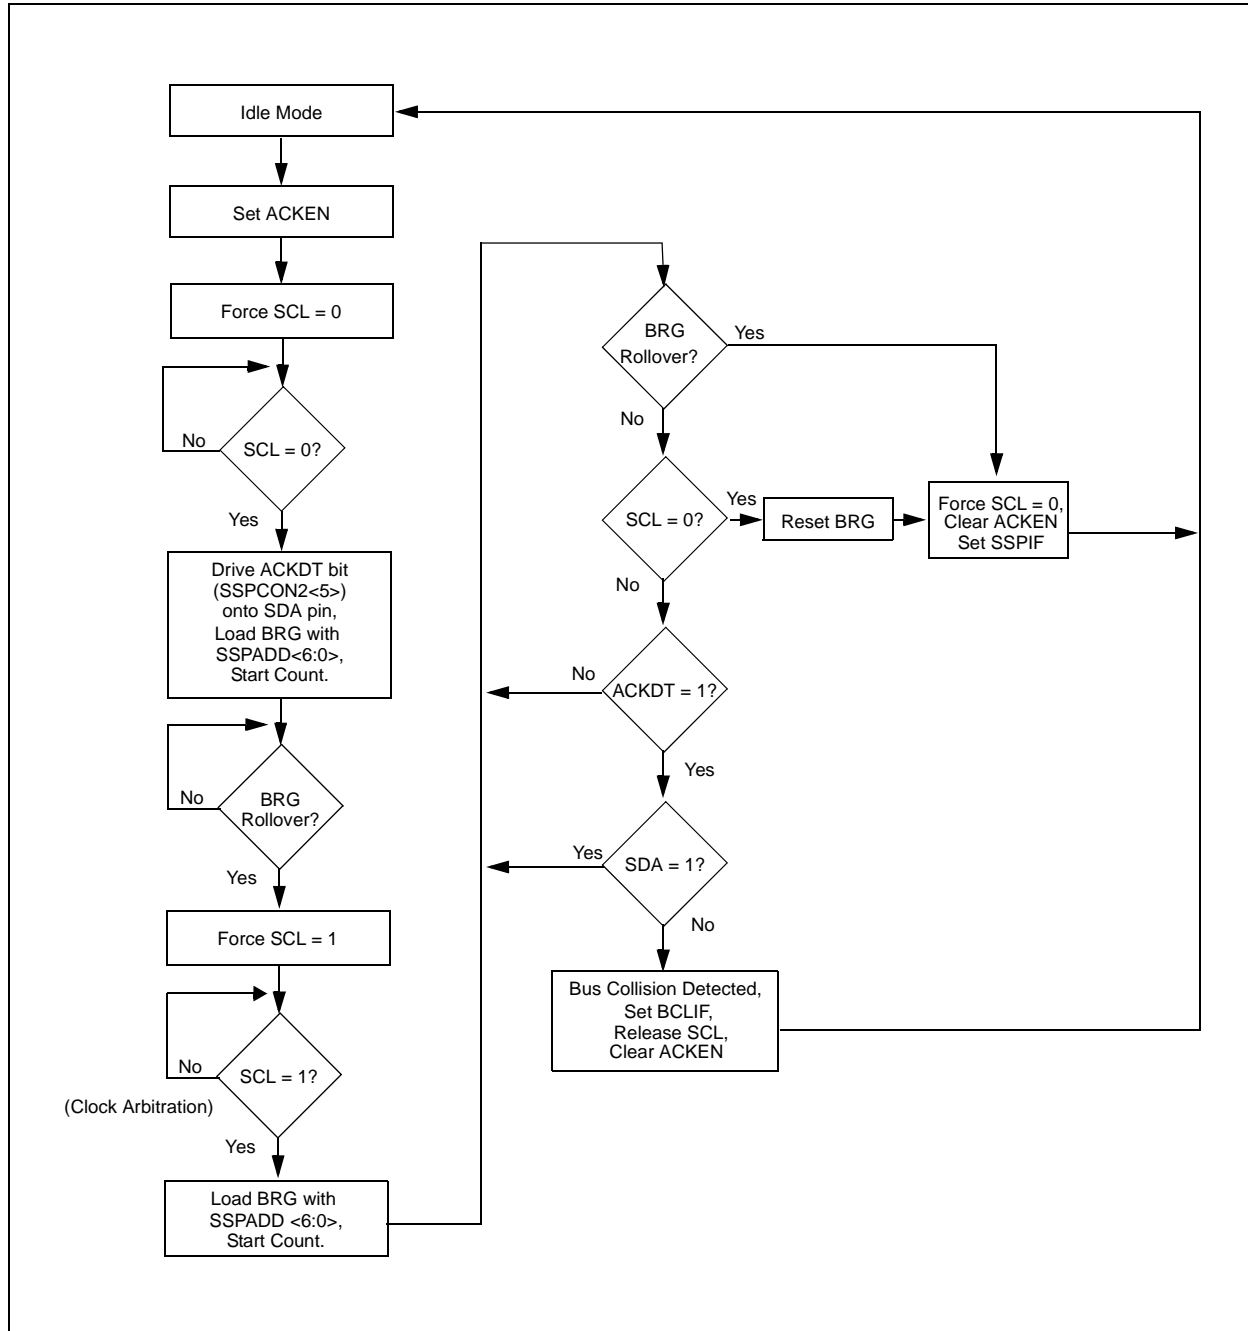 Idle Mode
Set ACKEN
Force SCL = 0
SCL = 0?
No
Yes
Drive ACKDT bit
(SSPCON2<5>)
onto SDA pin,
Load BRG with
SSPADD<6:0>,
Start Count.
BRG
Rollover?
No
Yes
Force SCL = 1
SCL = 1?
No
(Clock Arbitration)
Yes
Load BRG with
SSPADD <6:0>,
Start Count.
BRG
Rollover?
Yes
No
SCL = 0?
Yes
Reset BRG
Force SCL = 0,
Clear ACKEN
Set SSPIF
No
ACKDT = 1?
No
Yes
SDA = 1?
Yes
No
Bus Collision Detected,
Set BCLIF,
Release SCL,
Clear ACKEN